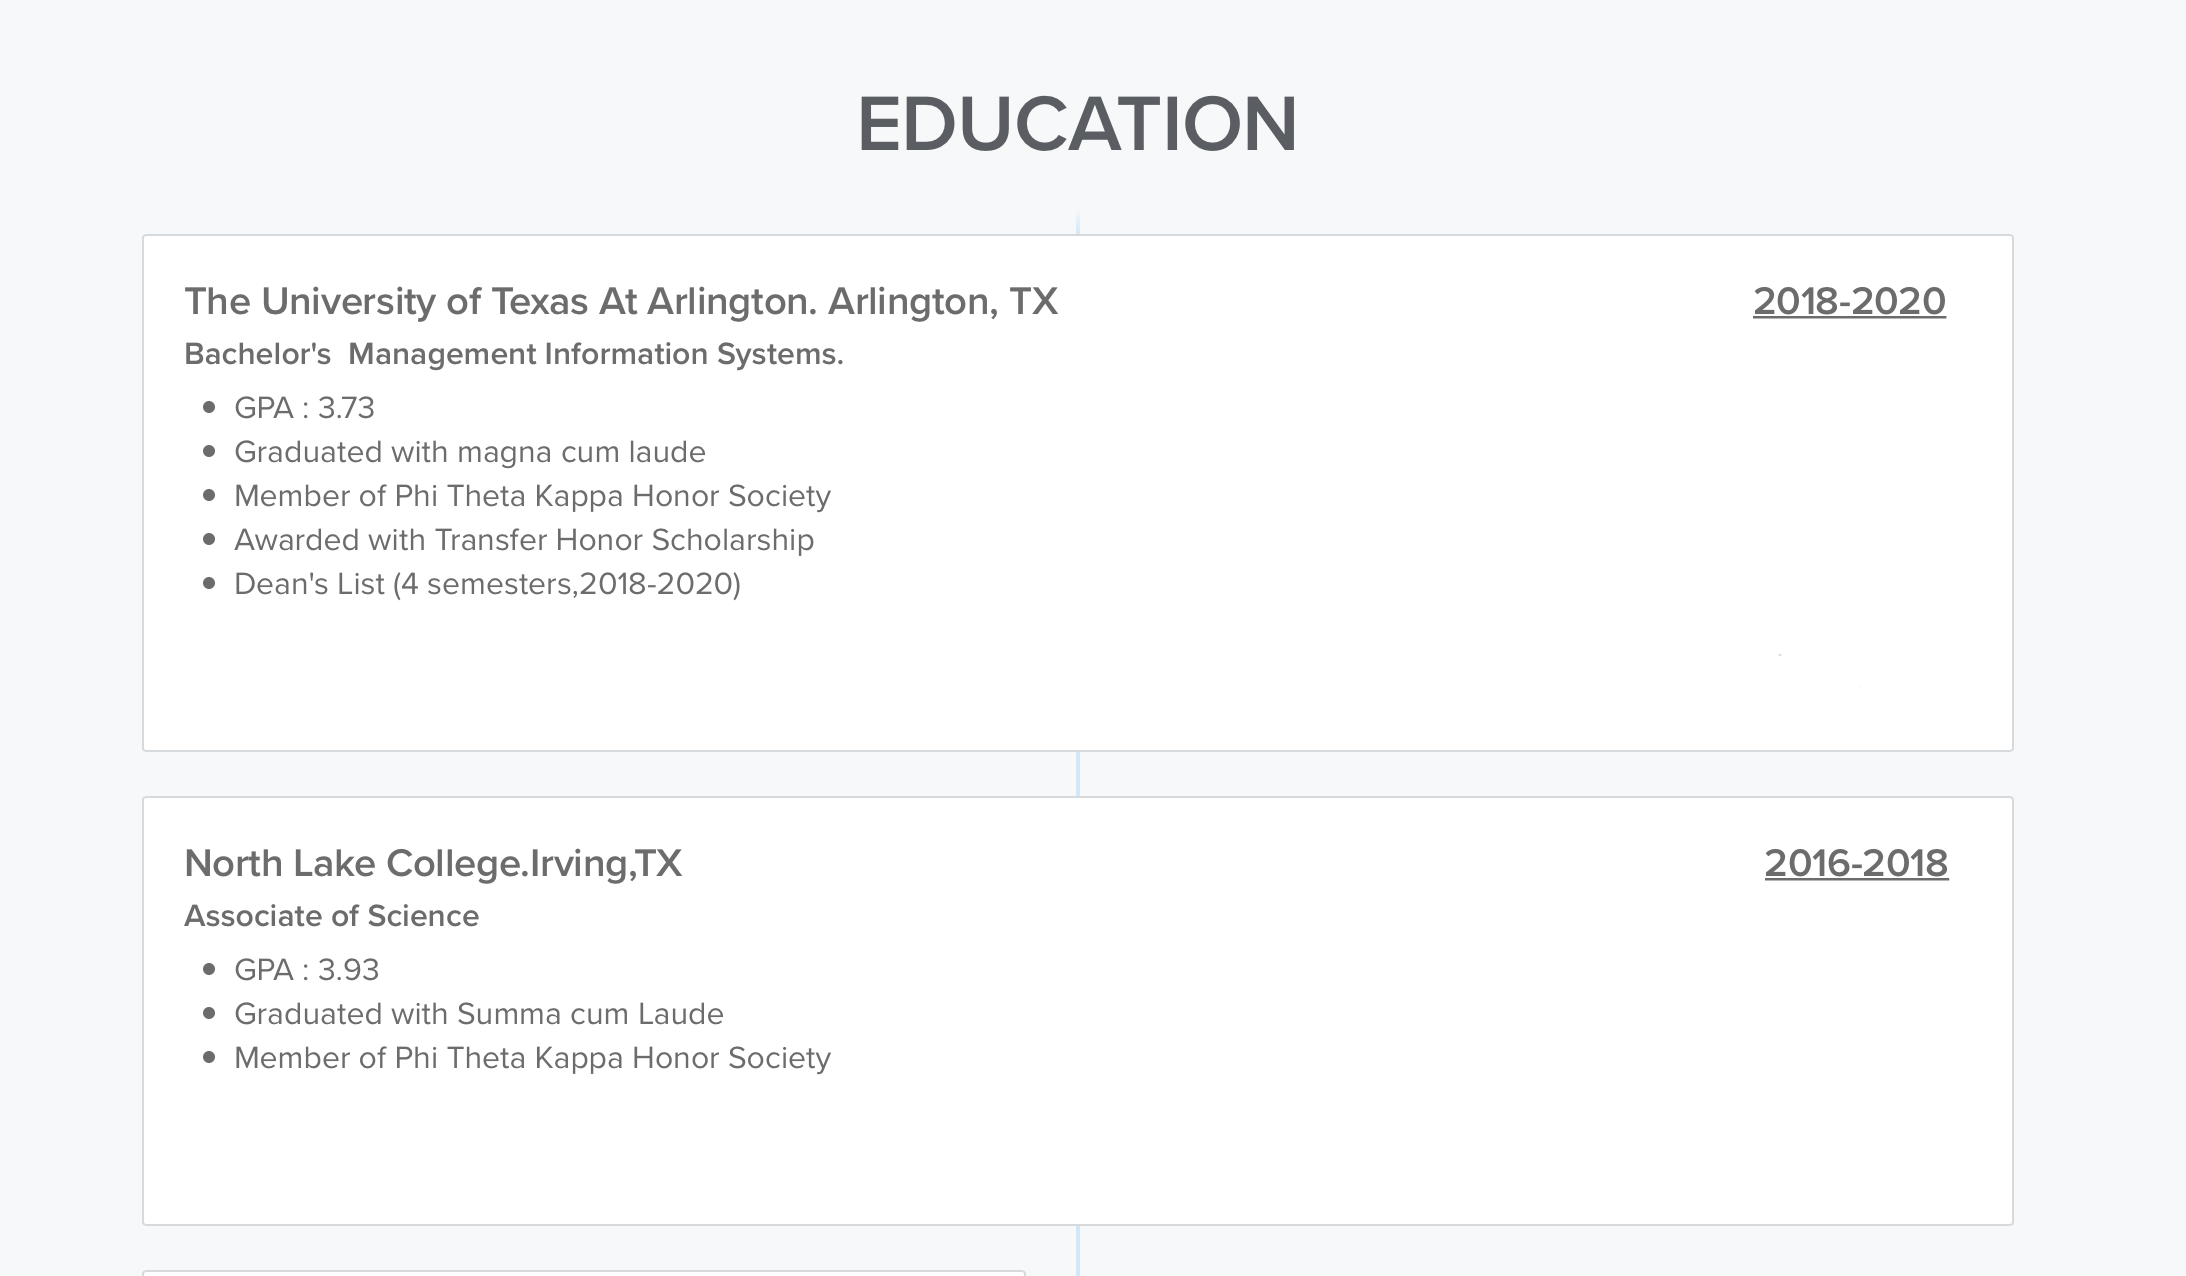 EDUCATION
The University of Texas At Arlington. Arlington, TX
2018-2020
Bachelor's  Management Information Systems.
GPA : 3.73
Graduated with magna cum laude
Member of Phi Theta Kappa Honor Society
Awarded with Transfer Honor Scholarship
Dean's List (4 semesters,2018-2020)
North Lake College.Irving,TX
2016-2018
Associate of Science
GPA : 3.93
Graduated with Summa cum Laude
Member of Phi Theta Kappa Honor Society